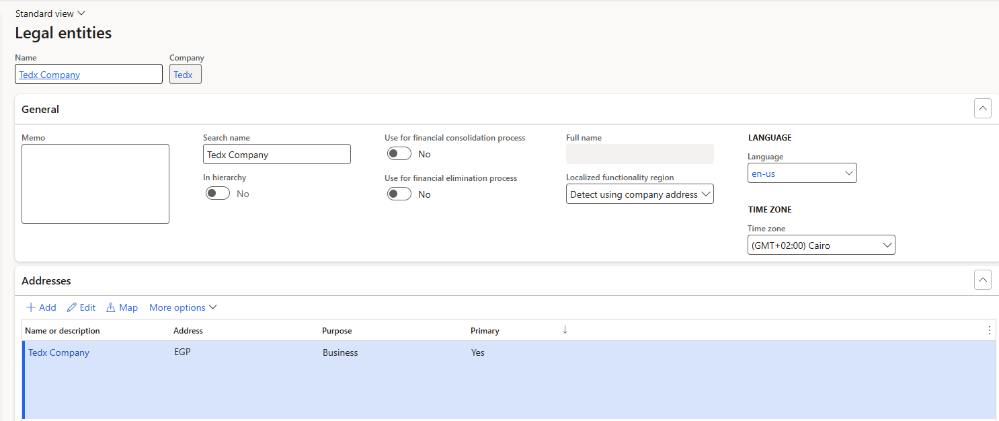 Standard view
Legal entities
Name
Company
Tedx Company
Tedx
General
Memo
Search name
Tedx Company
In hierarchy
No
Use for financial consolidation process
No
Use for financial elimination process
No
Full name
Localized functionality region
Detect using company address
LANGUAGE
Language
en-us
TIME ZONE
Time zone
(GMT+02:00) Cairo
Addresses
Add Edit Map More options
Name or description Address Purpose Primary
Tedx Company EGP Business Yes